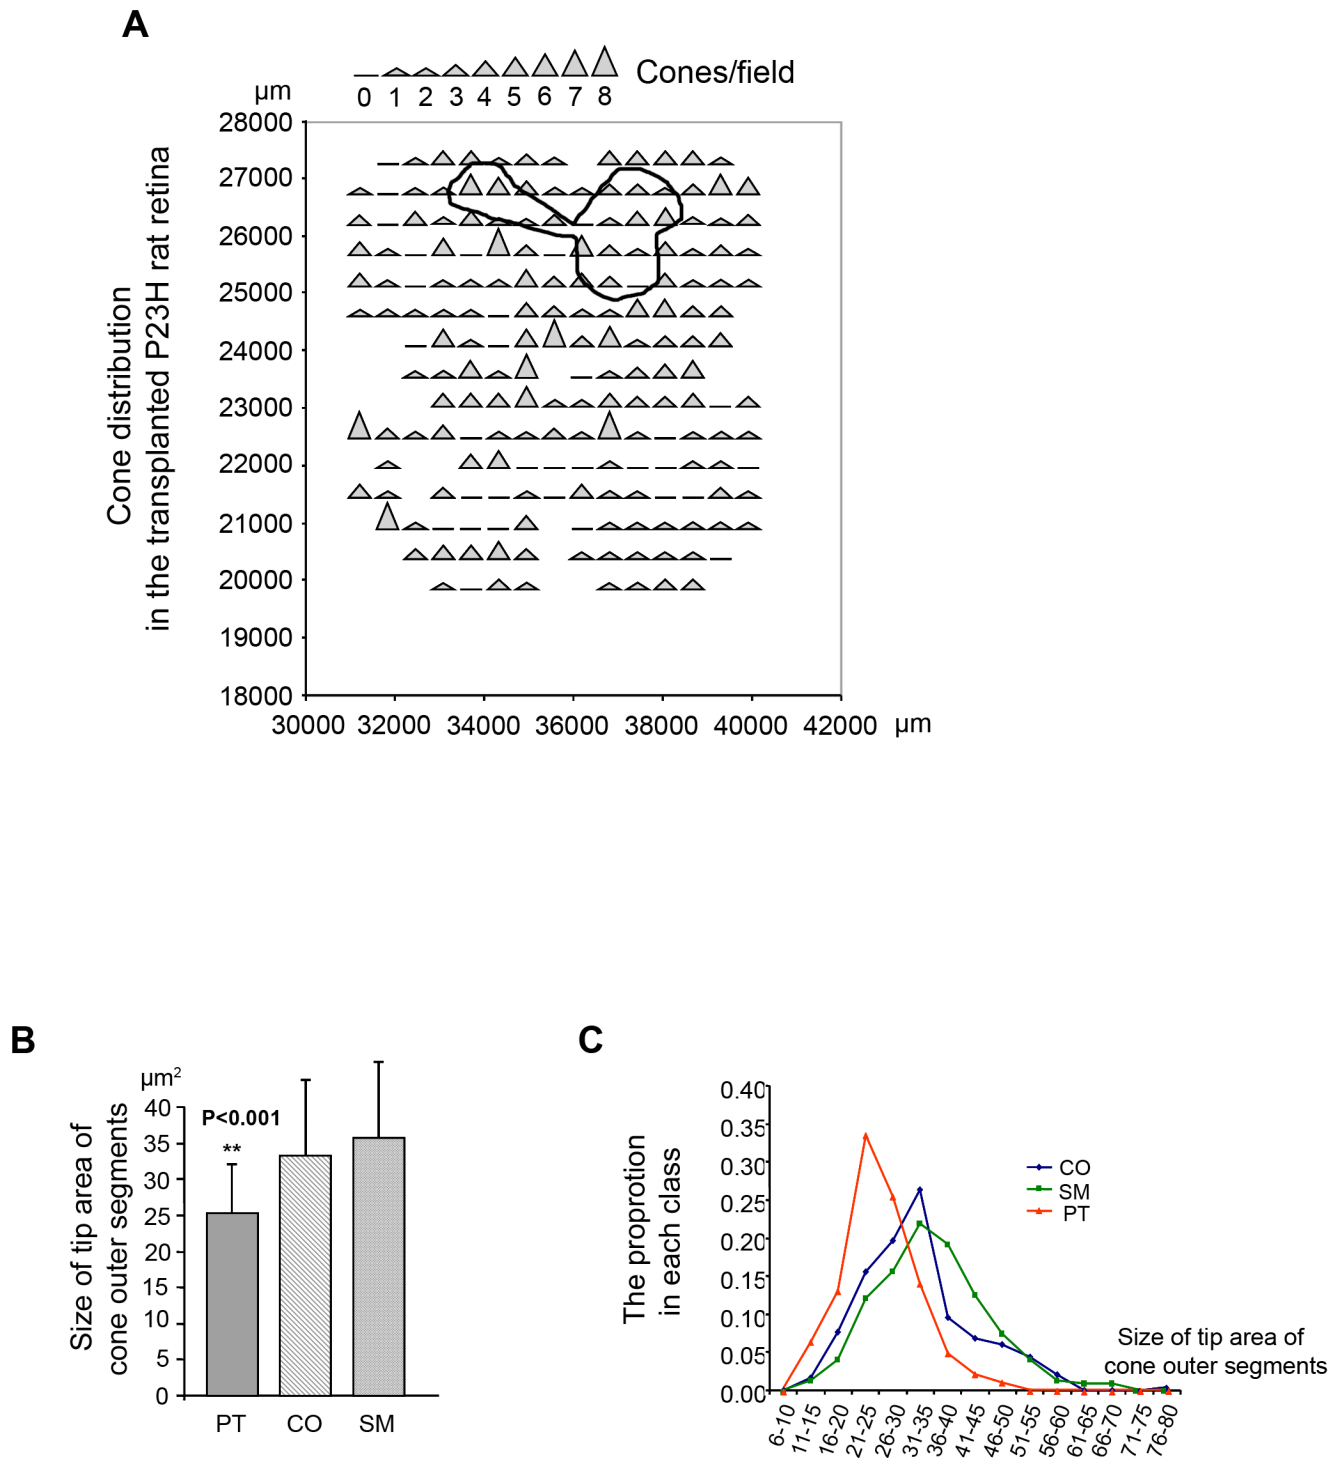 A
Cones/field
0 1 2 3 4 5 6 7 8
µm
28000
27000
26000
25000
24000
23000
22000
21000
20000
19000
18000
Cone distribution
in the transplanted P23H rat retina
30000 32000 34000 36000 38000 40000 42000 µm
B
µm²
P<0.001
**
40
35
30
25
20
15
10
5
0
Size of tip area of
cone outer segments
PT CO SM
C
0.40
0.35
0.30
0.25
0.20
0.15
0.10
0.05
0.00
The proprotion
in each class
CO
SM
PT
Size of tip area of
cone outer segments
6-10 11-15 16-20 21-25 26-30 31-35 36-40 41-45 46-50 51-55 56-60 61-65 66-70 71-75 76-80